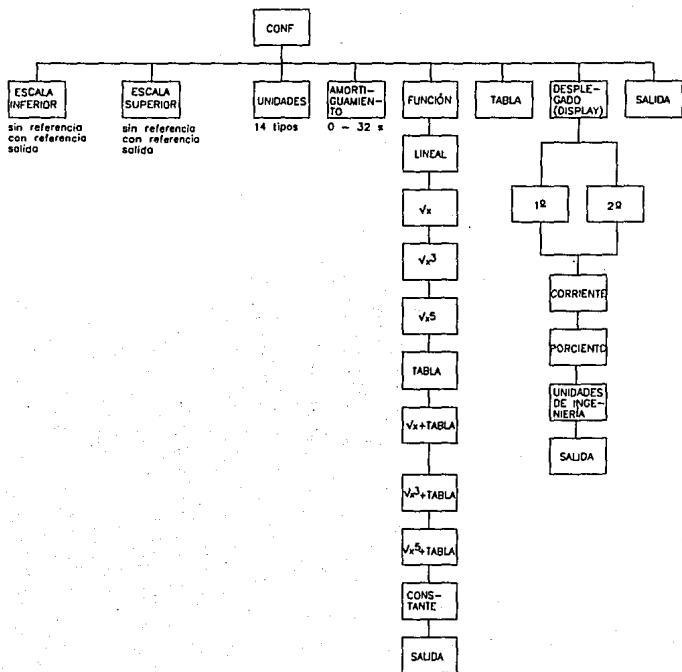 CONF
ESCALA
INFERIOR
sin referencia
con referencia
salida
ESCALA
SUPERIOR
sin referencia
con referencia
salida
UNIDADES
14 tipos
AMORTI-
GUAMIEN-
TO
0 – 32 s
FUNCIÓN
LINEAL
√x
√x3
√x5
TABLA
√x+TABLA
√x3+TABLA
√x5+TABLA
CONS-
TANTE
SALIDA
TABLA
DESPLE-
GADO
(DISPLAY)
1º
2º
CORRIENTE
PORCIENTO
UNIDADES
DE INGE-
NIERÍA
SALIDA
SALIDA